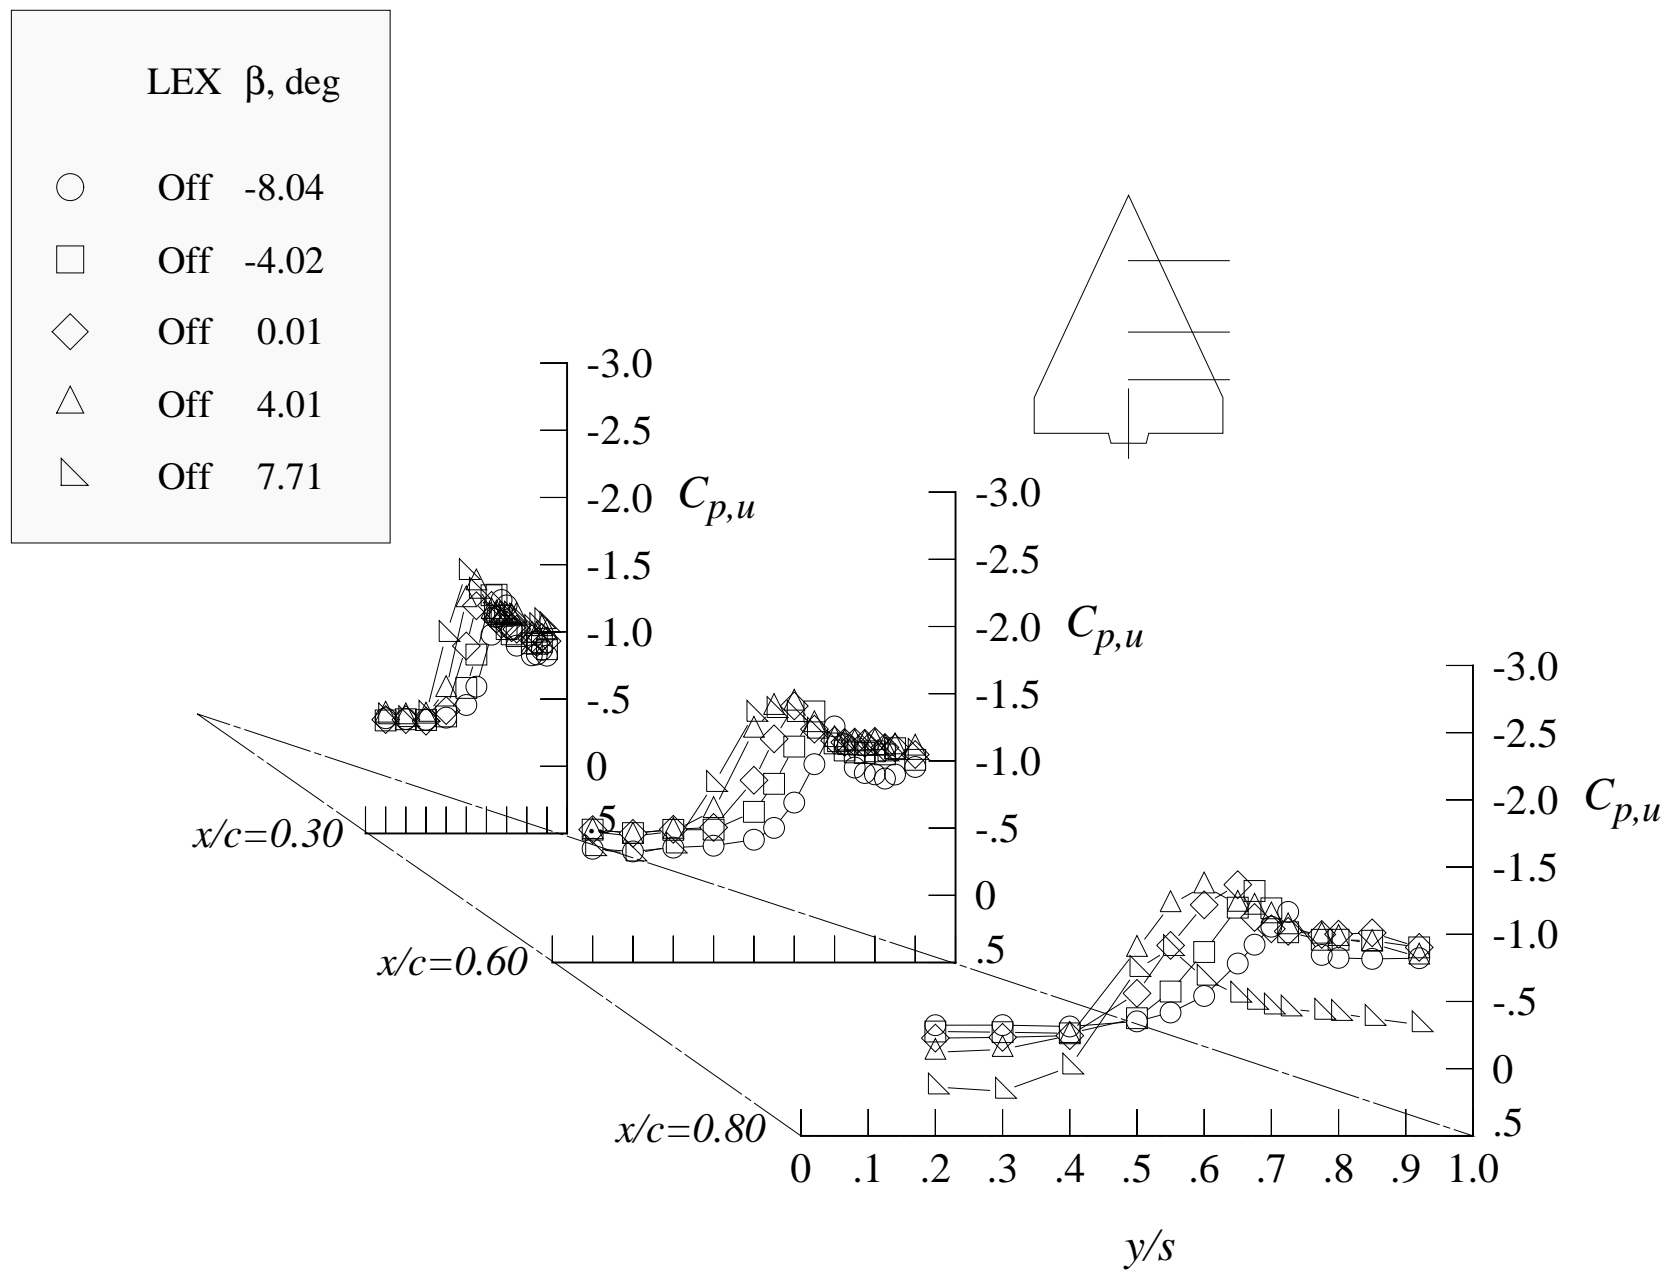 LEX β, deg
Off -8.04
Off -4.02
Off 0.01
Off 4.01
Off 7.71
-3.0
-2.5
-2.0 Cp,u
-1.5
-1.0
-.5
0
.5
x/c=0.30
-3.0
-2.5
-2.0 Cp,u
-1.5
-1.0
-.5
0
.5
x/c=0.60
-3.0
-2.5
-2.0 Cp,u
-1.5
-1.0
-.5
0
.5
x/c=0.80
0 .1 .2 .3 .4 .5 .6 .7 .8 .9 1.0
y/s